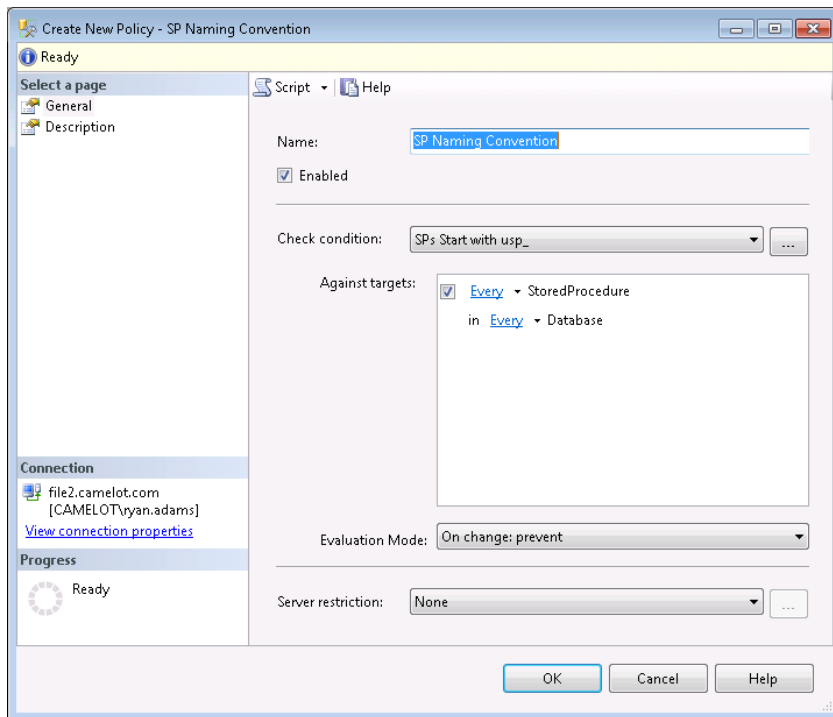 Create New Policy - SP Naming Convention
Ready
Select a page
General
Description
Script
Help
Name:
SP Naming Convention
Enabled
Check condition:
SPs Start with usp_
...
Against targets:
Every StoredProcedure
in Every Database
Evaluation Mode:
On change: prevent
Server restriction:
None
...
Connection
file2.camelot.com
[CAMELOT\ryan.adams]
View connection properties
Progress
Ready
OK
Cancel
Help